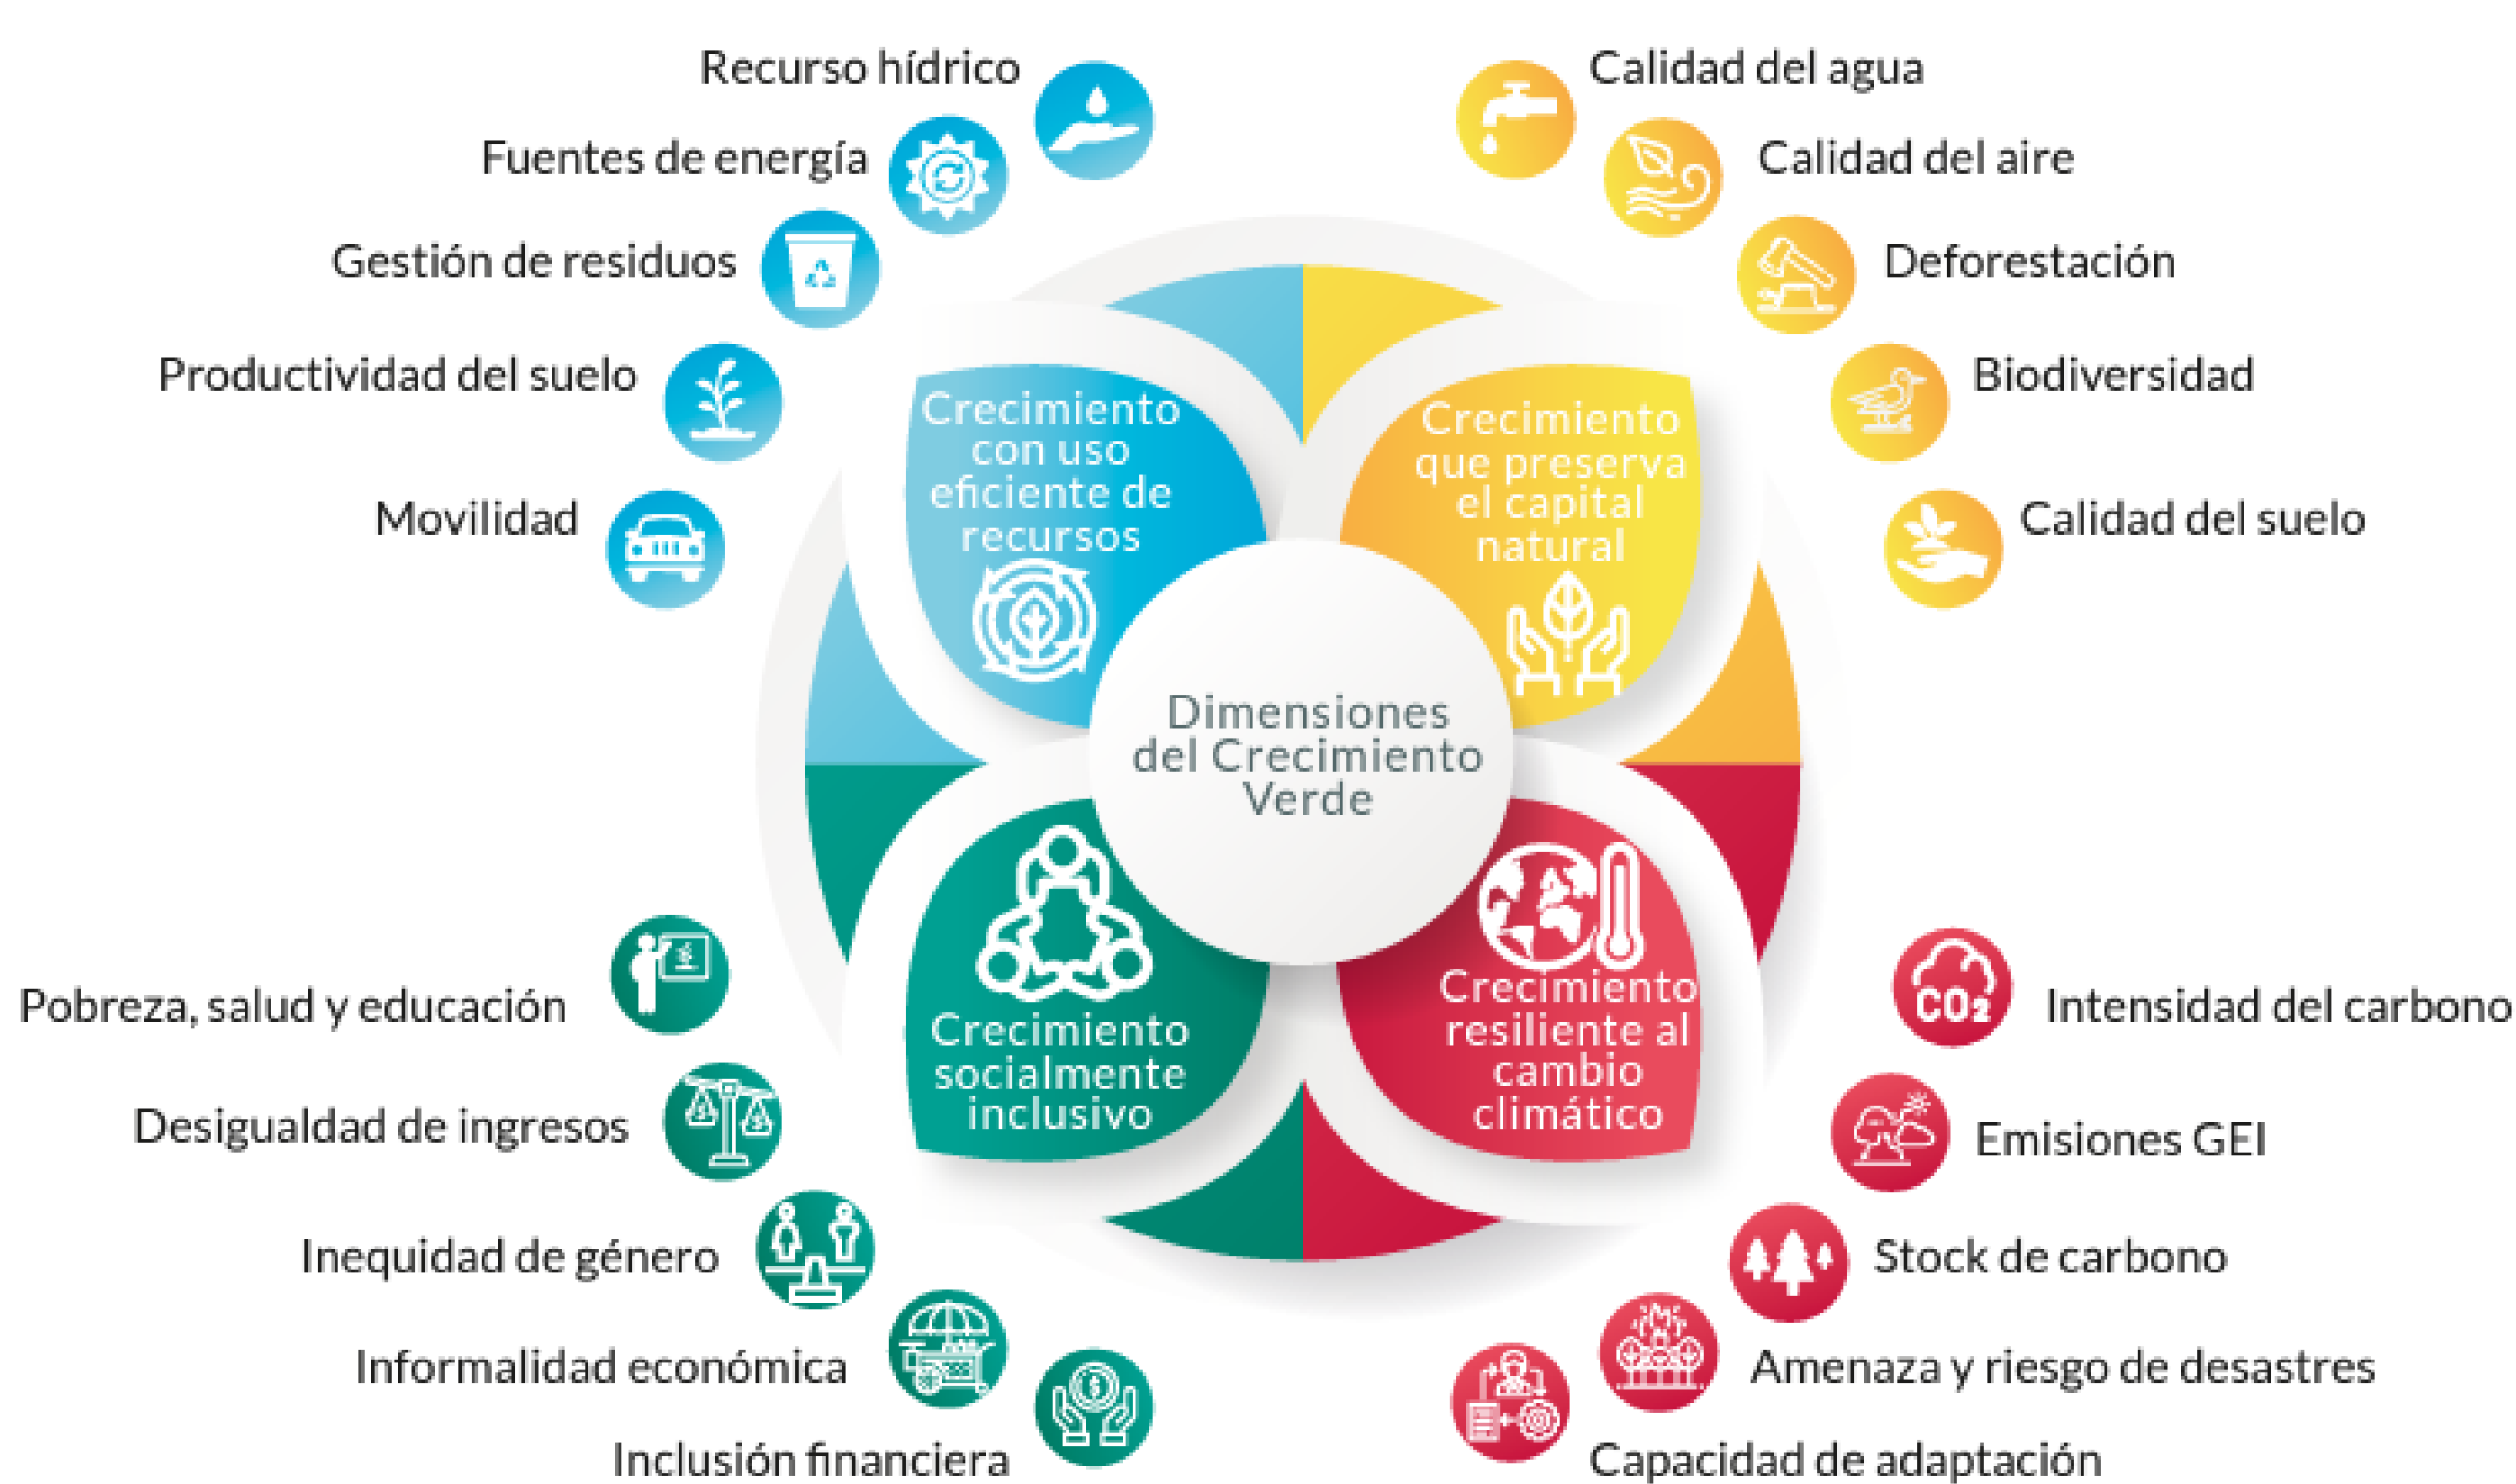 Recurso hídrico
Fuentes de energía
Gestión de residuos
Productividad del suelo
Movilidad
Calidad del agua
Calidad del aire
Deforestación
Biodiversidad
Calidad del suelo
Crecimiento
con uso
eficiente de
recursos
Crecimiento
que preserva
el capital
natural
Dimensiones
del Crecimiento
Verde
Crecimiento
socialmente
inclusivo
Crecimiento
resiliente al
cambio
climático
Pobreza, salud y educación
Desigualdad de ingresos
Inequidad de género
Informalidad económica
Inclusión financiera
CO2
Intensidad del carbono
Emisiones GEI
Stock de carbono
Amenaza y riesgo de desastres
Capacidad de adaptación